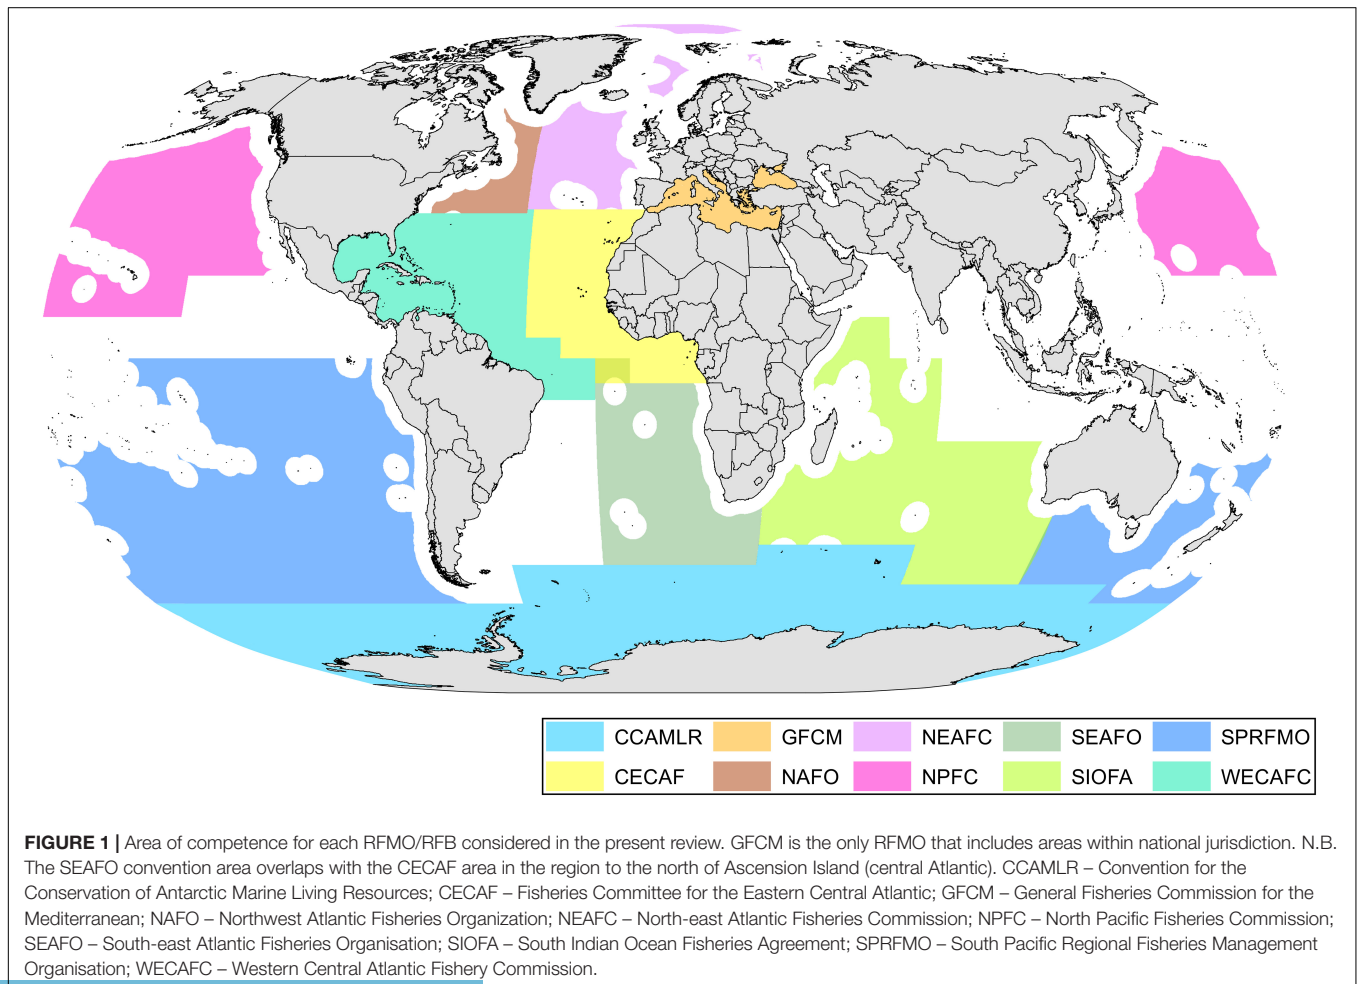 CCAMLR GFCM NEAFC SEAFO SPRFMO
CECAF NAFO NPFC SIOFA WECAFC
FIGURE 1 | Area of competence for each RFMO/RFB considered in the present review. GFCM is the only RFMO that includes areas within national jurisdiction. N.B.
The SEAFO convention area overlaps with the CECAF area in the region to the north of Ascension Island (central Atlantic). CCAMLR – Convention for the
Conservation of Antarctic Marine Living Resources; CECAF – Fisheries Committee for the Eastern Central Atlantic; GFCM – General Fisheries Commission for the
Mediterranean; NAFO – Northwest Atlantic Fisheries Organization; NEAFC – North-east Atlantic Fisheries Commission; NPFC – North Pacific Fisheries Commission;
SEAFO – South-east Atlantic Fisheries Organisation; SIOFA – South Indian Ocean Fisheries Agreement; SPRFMO – South Pacific Regional Fisheries Management
Organisation; WECAFC – Western Central Atlantic Fishery Commission.